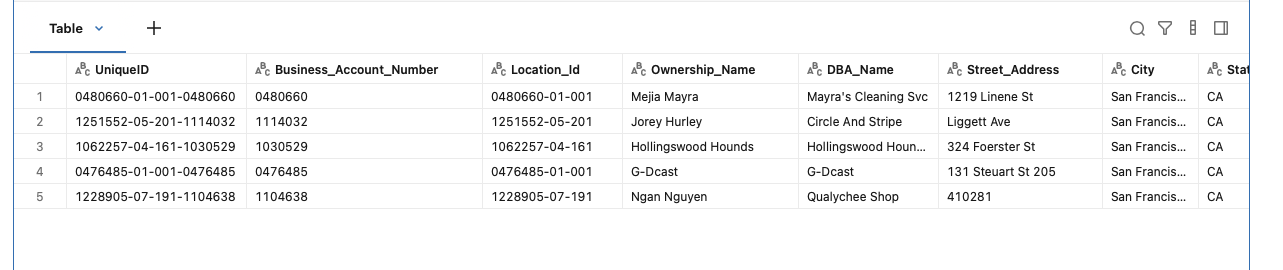 Table +
UniqueID Business_Account_Number Location_Id Ownership_Name DBA_Name Street_Address City Stat
1 0480660-01-001-0480660 0480660 0480660-01-001 Mejia Mayra Mayra's Cleaning Svc 1219 Linene St San Francis... CA
2 1251552-05-201-1114032 1114032 1251552-05-201 Jorey Hurley Circle And Stripe Liggett Ave San Francis... CA
3 1062257-04-161-1030529 1030529 1062257-04-161 Hollingswood Hounds Hollingswood Houn... 324 Foerster St San Francis... CA
4 0476485-01-001-0476485 0476485 0476485-01-001 G-Dcast G-Dcast 131 Steuart St 205 San Francis... CA
5 1228905-07-191-1104638 1104638 1228905-07-191 Ngan Nguyen Qualychee Shop 410281 San Francis... CA